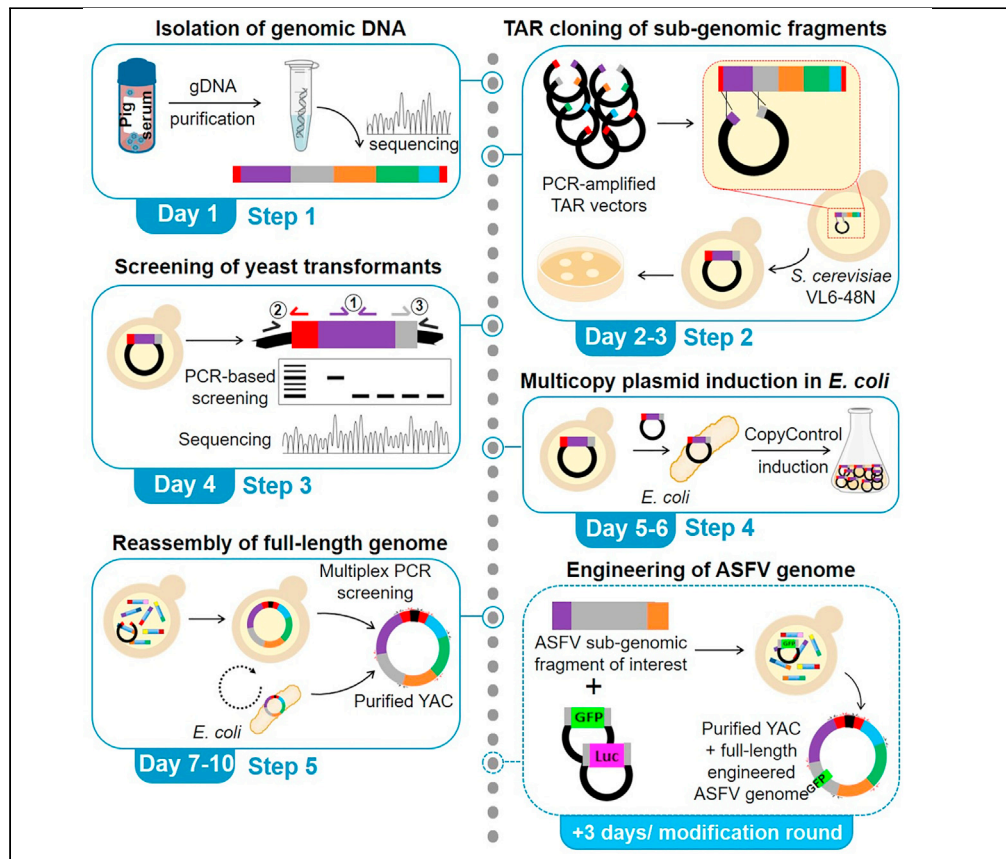 Isolation of genomic DNA
Pig
serum
gDNA
purification
sequencing
Day 1
Step 1
TAR cloning of sub-genomic fragments
PCR-amplified
TAR vectors
S. cerevisiae
VL6-48N
Day 2-3
Step 2
Screening of yeast transformants
2
1
3
PCR-based
screening
Sequencing
Day 4
Step 3
Multicopy plasmid induction in E. coli
E. coli
CopyControl
induction
Day 5-6
Step 4
Reassembly of full-length genome
Multiplex PCR
screening
E. coli
Purified YAC
Day 7-10
Step 5
Engineering of ASFV genome
ASFV sub-genomic
fragment of interest
+
GFP
Luc
GFP
Purified YAC
+ full-length
engineered
ASFV genome
GFP
+3 days/ modification round